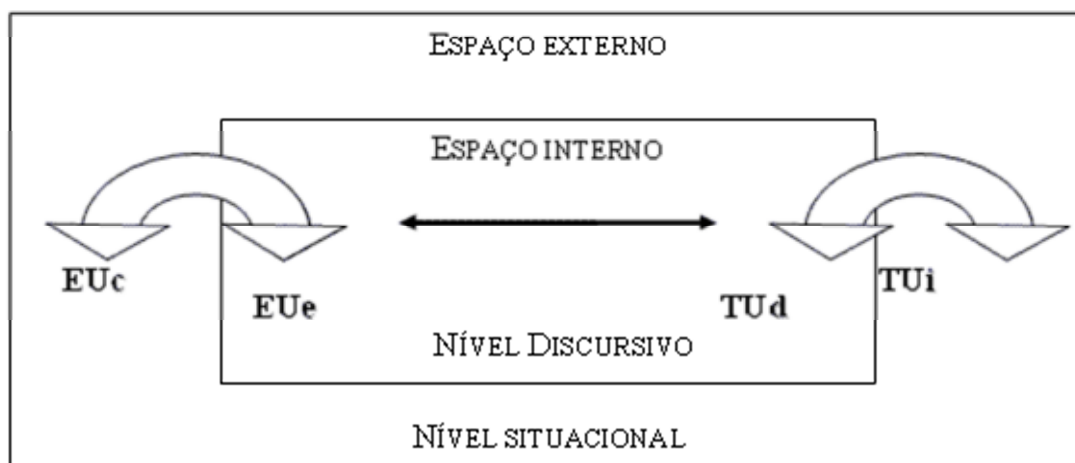 ESPAÇO EXTERNO
ESPAÇO INTERNO
EUc
TUi
EUe
TUd
NÍVEL DISCURSIVO
NÍVEL SITUACIONAL